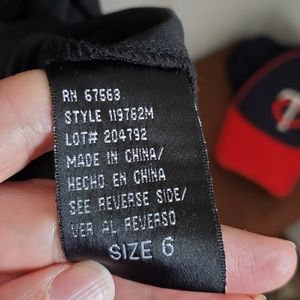 RN 67563
STYLE 119762M
LOT# 204792
MADE IN CHINA/
HECHO EN CHINA
SEE REVERSE SIDE/
VER AL REVERSO
SIZE 6